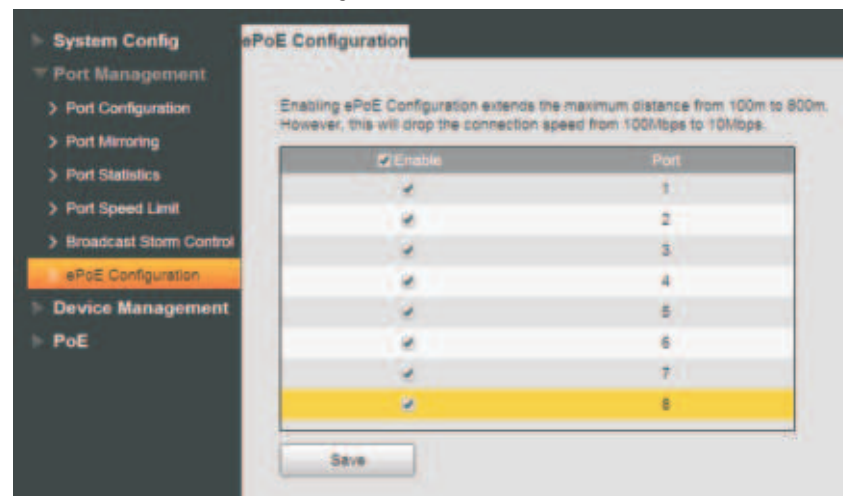 System Config
Port Management
Port Configuration
Port Mirroring
Port Statistics
Port Speed Limit
Broadcast Storm Control
ePoE Configuration
Device Management
PoE
ePoE Configuration
Enabling ePoE Configuration extends the maximum distance from 100m to 800m.
However, this will drop the connection speed from 100Mbps to 10Mbps.
Enable Port
1
2
3
4
5
6
7
8
Save